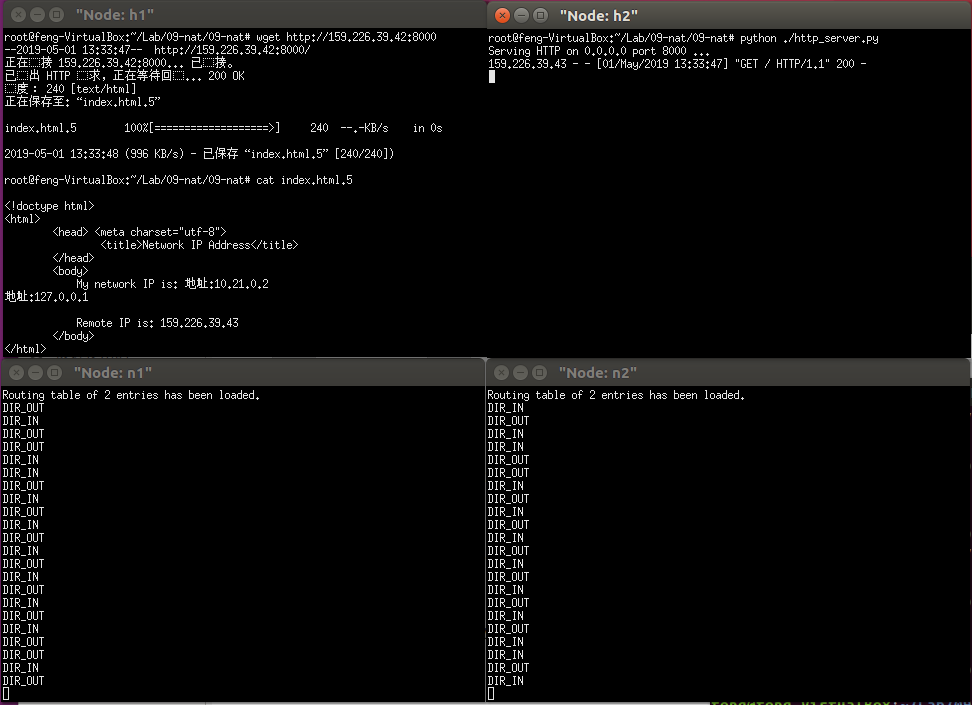 "Node: h1"
root@feng-VirtualBox:~/Lab/09-nat/09-nat# wget http://159.226.39.42:8000
--2019-05-01 13:33:47--  http://159.226.39.42:8000/
正在接 159.226.39.42:8000... 已接。
已出 HTTP 求，正在等待回... 200 OK
度： 240 [text/html]
正在保存至: “index.html.5”
index.html.5       100%[===================>]     240  --.-KB/s    in 0s
2019-05-01 13:33:48 (996 KB/s) - 已保存 “index.html.5” [240/240])
root@feng-VirtualBox:~/Lab/09-nat/09-nat# cat index.html.5
<!doctype html>
<html>
<head> <meta charset="utf-8">
<title>Network IP Address</title>
</head>
<body>
My network IP is: 地址:10.21.0.2
地址:127.0.0.1
Remote IP is: 159.226.39.43
</body>
</html>
"Node: h2"
root@feng-VirtualBox:~/Lab/09-nat/09-nat# python ./http_server.py
Serving HTTP on 0.0.0.0 port 8000 ...
159.226.39.43 - - [01/May/2019 13:33:47] "GET / HTTP/1.1" 200 -
"Node: n1"
Routing table of 2 entries has been loaded.
DIR_OUT
DIR_IN
DIR_OUT
DIR_OUT
DIR_IN
DIR_IN
DIR_OUT
DIR_IN
DIR_OUT
DIR_IN
DIR_OUT
DIR_IN
DIR_OUT
DIR_IN
DIR_OUT
DIR_IN
DIR_OUT
DIR_IN
DIR_OUT
DIR_OUT
DIR_IN
DIR_OUT
"Node: n2"
Routing table of 2 entries has been loaded.
DIR_IN
DIR_OUT
DIR_IN
DIR_IN
DIR_OUT
DIR_OUT
DIR_IN
DIR_OUT
DIR_IN
DIR_OUT
DIR_IN
DIR_OUT
DIR_IN
DIR_OUT
DIR_IN
DIR_OUT
DIR_IN
DIR_OUT
DIR_IN
DIR_IN
DIR_OUT
DIR_IN